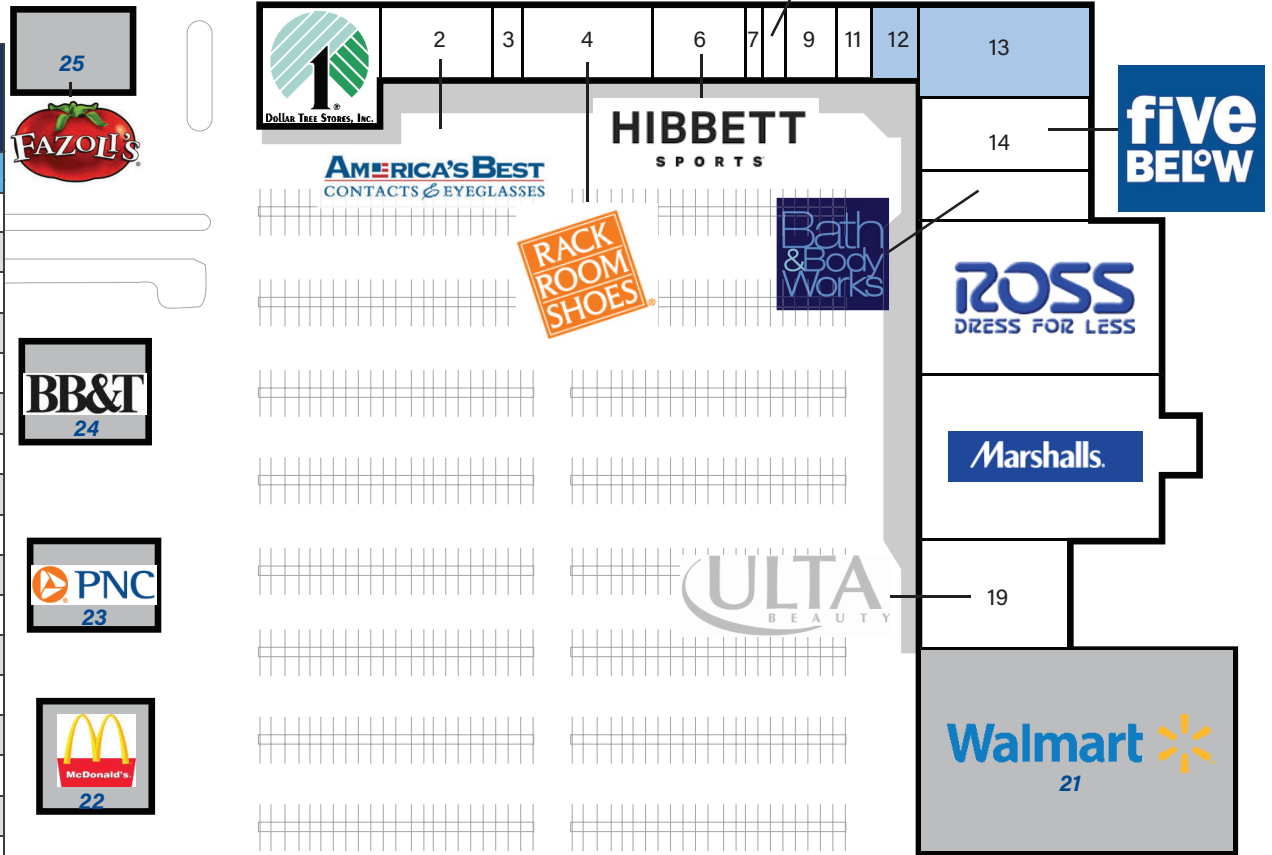 25
FAZOLI'S
1
Dollar Tree Stores, Inc.
2
3
4
6
7
9
11
12
13
14
five
BELOW
HIBBETT
SPORTS
AMERICA'S BEST
CONTACTS & EYEGLASSES
RACK
ROOM
SHOES
Bath
&Body
Works
ROSS
DRESS FOR LESS
BB&T
24
Marshalls.
PNC
23
ULTA
BEAUTY
19
McDonald's
22
Walmart
21